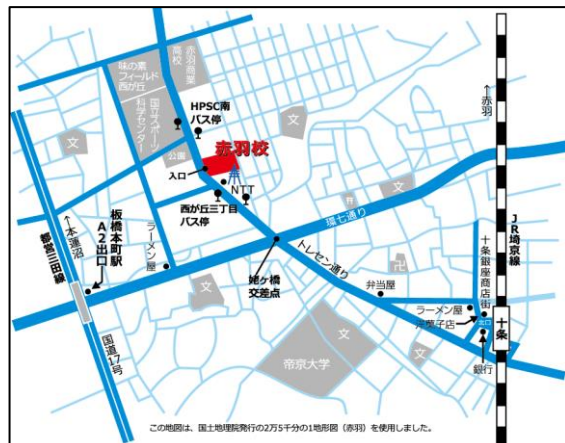 味の素
フィールド
西が丘
赤羽商業
高校
国立スポーツ
科学センター
HPSC南
バス停
公園
赤羽校
入口
NTT
西が丘三丁目
バス停
文
文
文
文
文
文
卍
←赤羽
JR埼京線
環七通り
トレセン通り
姥ヶ橋
交差点
←本蓮沼
都営三田線
板橋本町駅
A2出口
ラーメン屋
国道17号
弁当屋
十条銀座商店街
ラーメン屋
洋菓子店
北口
十条
銀行
帝京大学
この地図は、国土地理院発行の2万5千分の1地形図（赤羽）を使用しました。